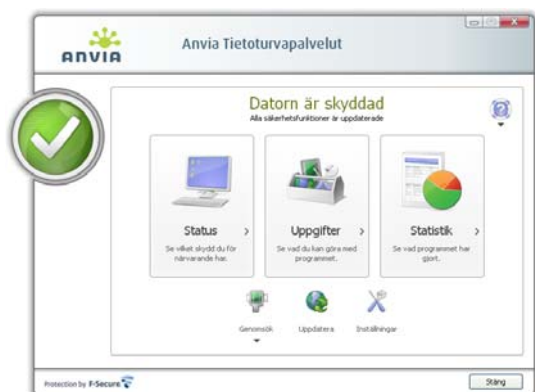 ANVIA
Anvia Tietoturvapalvelut
Datorn är skyddad
Alla säkerhetsfunktioner är uppdaterade
Status
Se vilket skydd du för närvarande har.
Uppgifter
Se vad du kan göra med programmet.
Statistik
Se vad programmet har gjort.
Genomsök
Uppdatera
Inställningar
Protection by F-Secure
Stäng